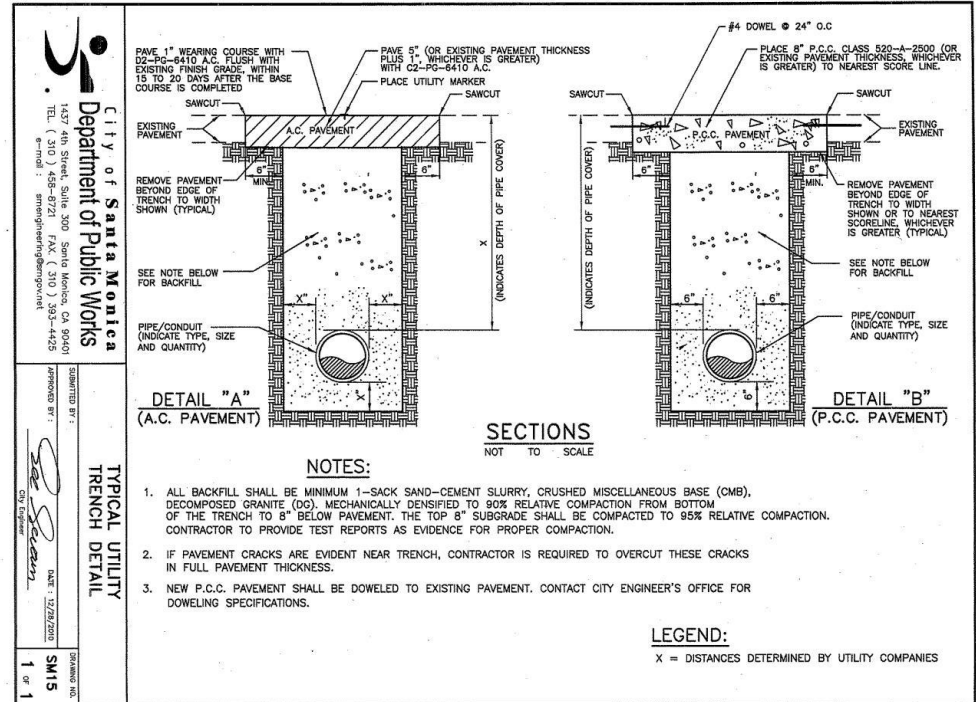 PAVE 1" WEARING COURSE WITH
D2-PG-6410 A.C. FLUSH WITH
EXISTING FINISH GRADE, WITHIN
15 TO 20 DAYS AFTER THE BASE
COURSE IS COMPLETED
PAVE 5" (OR EXISTING PAVEMENT THICKNESS
PLUS 1", WHICHEVER IS GREATER)
WITH C2-PG-6410 A.C.
PLACE UTILITY MARKER
SAWCUT
SAWCUT
EXISTING
PAVEMENT
A.C. PAVEMENT
6"
MIN.
6"
REMOVE PAVEMENT
BEYOND EDGE OF
TRENCH TO WIDTH
SHOWN (TYPICAL)
X
(INDICATES DEPTH OF PIPE COVER)
SEE NOTE BELOW
FOR BACKFILL
X"
X"
PIPE/CONDUIT
(INDICATE TYPE, SIZE
AND QUANTITY)
X"
DETAIL "A"
(A.C. PAVEMENT)
#4 DOWEL @ 24" O.C
PLACE 8" P.C.C. CLASS 520-A-2500 (OR
EXISTING PAVEMENT THICKNESS, WHICHEVER
IS GREATER) TO NEAREST SCORE LINE.
SAWCUT
SAWCUT
EXISTING
PAVEMENT
P.C.C. PAVEMENT
6"
6"
MIN.
REMOVE PAVEMENT
BEYOND EDGE OF
TRENCH TO WIDTH
SHOWN OR TO NEAREST
SCORELINE, WHICHEVER
IS GREATER (TYPICAL)
(INDICATES DEPTH OF PIPE COVER)
SEE NOTE BELOW
FOR BACKFILL
6"
6"
PIPE/CONDUIT
(INDICATE TYPE, SIZE
AND QUANTITY)
6"
DETAIL "B"
(P.C.C. PAVEMENT)
SECTIONS
NOT TO SCALE
NOTES:
1. ALL BACKFILL SHALL BE MINIMUM 1-SACK SAND-CEMENT SLURRY, CRUSHED MISCELLANEOUS BASE (CMB),
DECOMPOSED GRANITE (DG). MECHANICALLY DENSIFIED TO 90% RELATIVE COMPACTION FROM BOTTOM
OF THE TRENCH TO 8" BELOW PAVEMENT. THE TOP 8" SUBGRADE SHALL BE COMPACTED TO 95% RELATIVE COMPACTION.
CONTRACTOR TO PROVIDE TEST REPORTS AS EVIDENCE FOR PROPER COMPACTION.
2. IF PAVEMENT CRACKS ARE EVIDENT NEAR TRENCH, CONTRACTOR IS REQUIRED TO OVERCUT THESE CRACKS
IN FULL PAVEMENT THICKNESS.
3. NEW P.C.C. PAVEMENT SHALL BE DOWELED TO EXISTING PAVEMENT. CONTACT CITY ENGINEER'S OFFICE FOR
DOWELING SPECIFICATIONS.
LEGEND:
X = DISTANCES DETERMINED BY UTILITY COMPANIES
City of Santa Monica
Department of Public Works
1437 4th Street, Suite 300 Santa Monica, CA 90401
TEL. ( 310 ) 458-8721 FAX. ( 310 ) 393-4425
e-mail : smengineering@smgov.net
TYPICAL UTILITY
TRENCH DETAIL
SUBMITTED BY :
APPROVED BY :
City Engineer
DATE : 12/28/2010
DRAWING NO.
SM15
1 OF 1